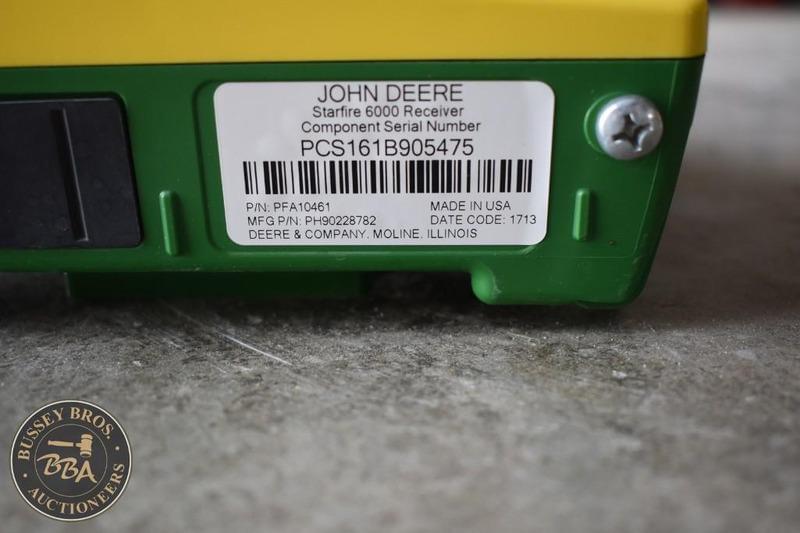 JOHN DEERE
Starfire 6000 Receiver
Component Serial Number
PCS161B905475
P/N: PFA10461 MADE IN USA
MFG P/N: PH90228782 DATE CODE: 1713
DEERE & COMPANY. MOLINE. ILLINOIS
BUSSEY BROS.
BBA
AUCTIONEERS